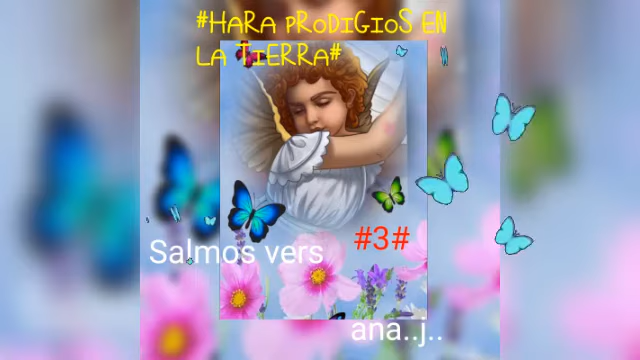 #HARA PRODIGIOS EN
LA TIERRA#
#3#
Salmos vers
ana..j..